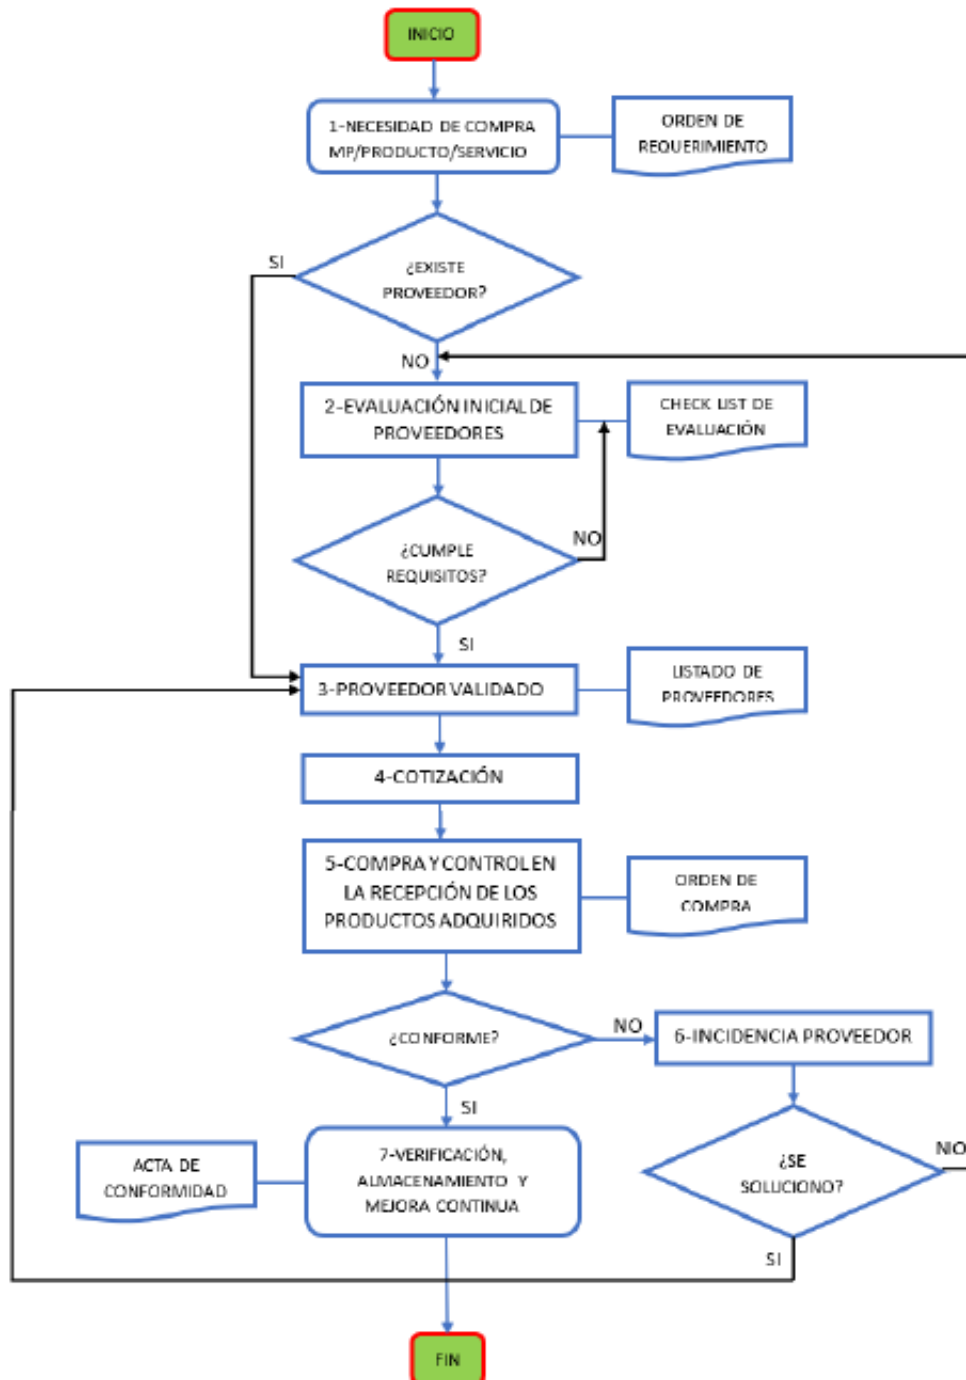 INICIO
1-NECESIDAD DE COMPRA
MP/PRODUCTO/SERVICIO
ORDEN DE
REQUERIMIENTO
SI
¿EXISTE
PROVEEDOR?
NO
2-EVALUACIÓN INICIAL DE
PROVEEDORES
CHECK LIST DE
EVALUACIÓN
¿CUMPLE
REQUISITOS?
NO
SI
3-PROVEEDOR VALIDADO
LISTADO DE
PROVEEDORES
4-COTIZACIÓN
5-COMPRA Y CONTROL EN
LA RECEPCIÓN DE LOS
PRODUCTOS ADQUIRIDOS
ORDEN DE
COMPRA
¿CONFORME?
NO
6-INCIDENCIA PROVEEDOR
SI
ACTA DE
CONFORMIDAD
7-VERIFICACIÓN,
ALMACENAMIENTO Y
MEJORA CONTINUA
¿SE
SOLUCIONO?
NO
SI
FIN